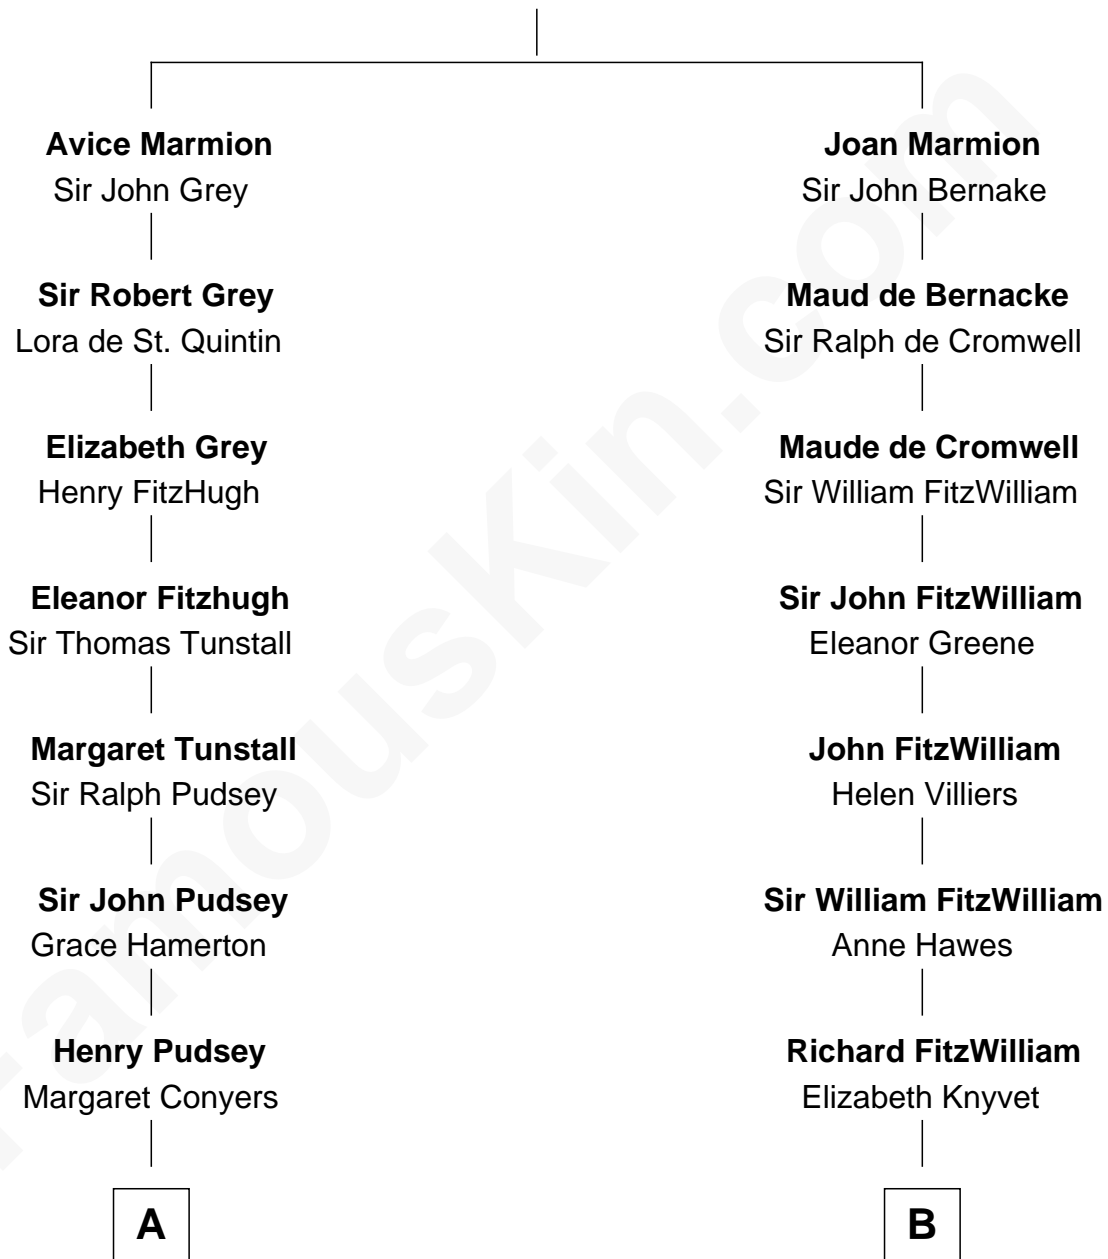 Avice Marmion
Sir John Grey
Joan Marmion
Sir John Bernake
Sir Robert Grey
Lora de St. Quintin
Maud de Bernacke
Sir Ralph de Cromwell
Elizabeth Grey
Henry FitzHugh
Maude de Cromwell
Sir William FitzWilliam
Eleanor Fitzhugh
Sir Thomas Tunstall
Sir John FitzWilliam
Eleanor Greene
Margaret Tunstall
Sir Ralph Pudsey
John FitzWilliam
Helen Villiers
Sir John Pudsey
Grace Hamerton
Sir William FitzWilliam
Anne Hawes
Henry Pudsey
Margaret Conyers
Richard FitzWilliam
Elizabeth Knyvet
A
B
FamousKin.com